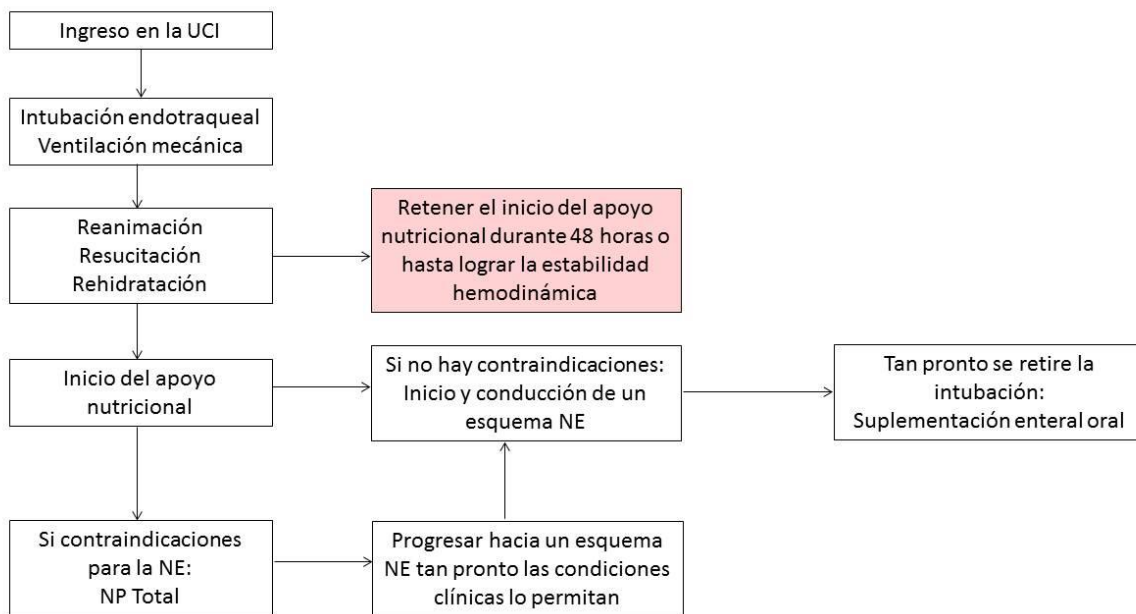 Ingreso en la UCI
Intubación endotraqueal
Ventilación mecánica
Reanimación
Resucitación
Rehidratación
Retener el inicio del apoyo
nutricional durante 48 horas o
hasta lograr la estabilidad
hemodinámica
Inicio del apoyo
nutricional
Si no hay contraindicaciones:
Inicio y conducción de un
esquema NE
Tan pronto se retire la
intubación:
Suplementación enteral oral
Si contraindicaciones
para la NE:
NP Total
Progresar hacia un esquema
NE tan pronto las condiciones
clínicas lo permitan